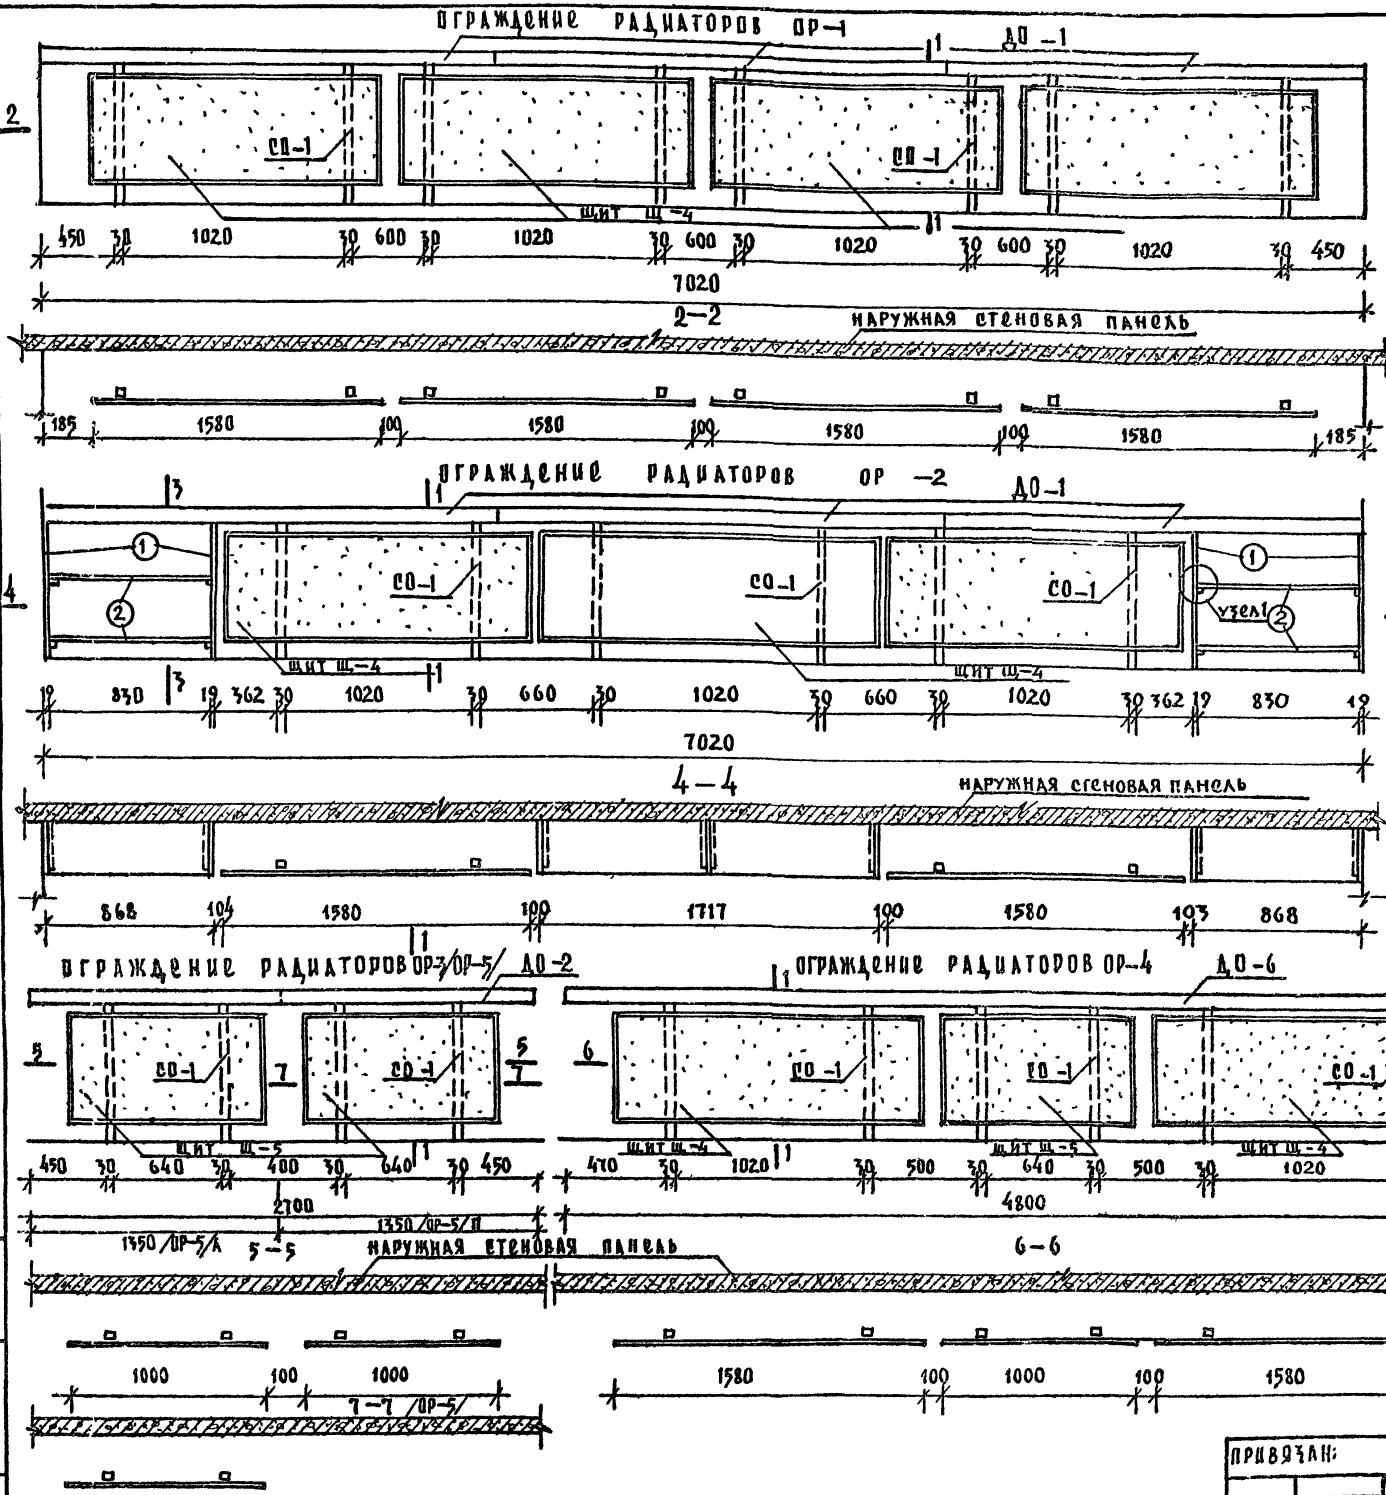 ОГРАЖДЕНИЕ РАДИАТОРОВ ОР-1
1 ДО-1
2
СО-1 СО-1
ЩИТ Щ-4 1
450 30 1020 30 600 30 1020 30 600 30 1020 30 600 30 1020 30 450
7020
2-2
НАРУЖНАЯ СТЕНОВАЯ ПАНЕЛЬ
185 1580 100 1580 100 1580 100 1580 185
ОГРАЖДЕНИЕ РАДИАТОРОВ ОР-2
3 1 ДО-1
1 1
4 СО-1 СО-1 СО-1
2 УЗЕЛ 1 2
ЩИТ Щ-4 ЩИТ Щ-4
3 1
19 830 19 362 30 1020 30 660 30 1020 30 660 30 1020 30 362 19 830 19
7020
4-4
НАРУЖНАЯ СТЕНОВАЯ ПАНЕЛЬ
868 104 1580 100 1717 100 1580 103 868
1
ОГРАЖДЕНИЕ РАДИАТОРОВ ОР-3/ОР-5/ ДО-2
5 СО-1 7 СО-1 5
7
ЩИТ Щ-5 1
450 30 640 30 400 30 640 30 450
2700
1350/ОР-5/Л 1350/ОР-5/П
5-5
НАРУЖНАЯ СТЕНОВАЯ ПАНЕЛЬ
1000 100 1000
7-7 /ОР-5/
1 ОГРАЖДЕНИЕ РАДИАТОРОВ ОР-4 ДО-6
6 СО-1 СО-1 СО-1
ЩИТ Щ-4 1 ЩИТ Щ-5 ЩИТ Щ-4
470 30 1020 30 500 30 640 30 500 30 1020
4800
6-6
1580 100 1000 100 1580
ПРИВЯЗАН: